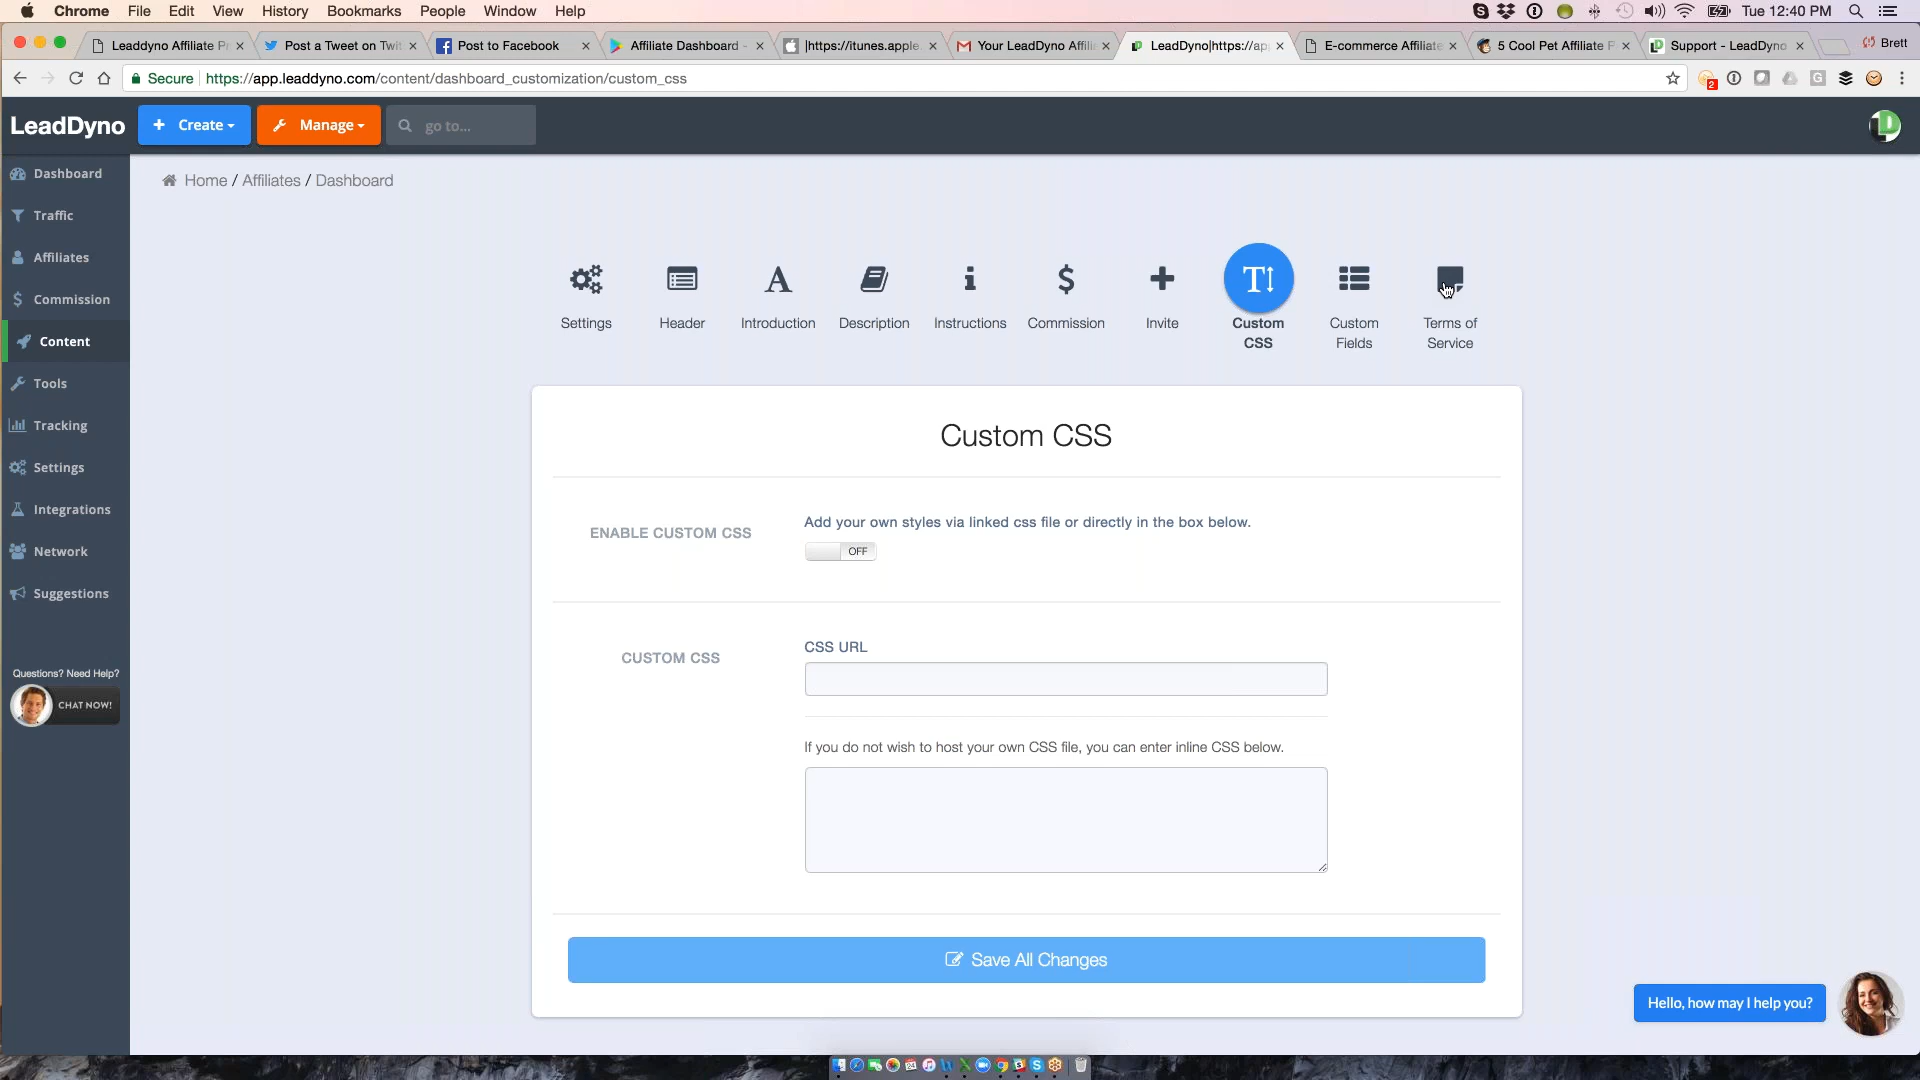 Chrome File Edit View History Bookmarks People Window Help Tue 12:40 PM
Leaddyno Affiliate Pr Post a Tweet on Twit Post to Facebook Affiliate Dashboard - |https://itunes.apple. Your LeadDyno Affili LeadDyno|https://ap E-commerce Affiliate 5 Cool Pet Affiliate P Support - LeadDyno Brett
Secure https://app.leaddyno.com/content/dashboard_customization/custom_css 2
LeadDyno Create Manage go to...
Dashboard
Traffic
Affiliates
Commission
Content
Tools
Tracking
Settings
Integrations
Network
Suggestions
Questions? Need Help?
CHAT NOW!
Home / Affiliates / Dashboard
Settings Header Introduction Description Instructions Commission Invite Custom CSS Custom Fields Terms of Service
Custom CSS
ENABLE CUSTOM CSS
Add your own styles via linked css file or directly in the box below.
OFF
CUSTOM CSS
CSS URL
If you do not wish to host your own CSS file, you can enter inline CSS below.
Save All Changes
Hello, how may I help you?